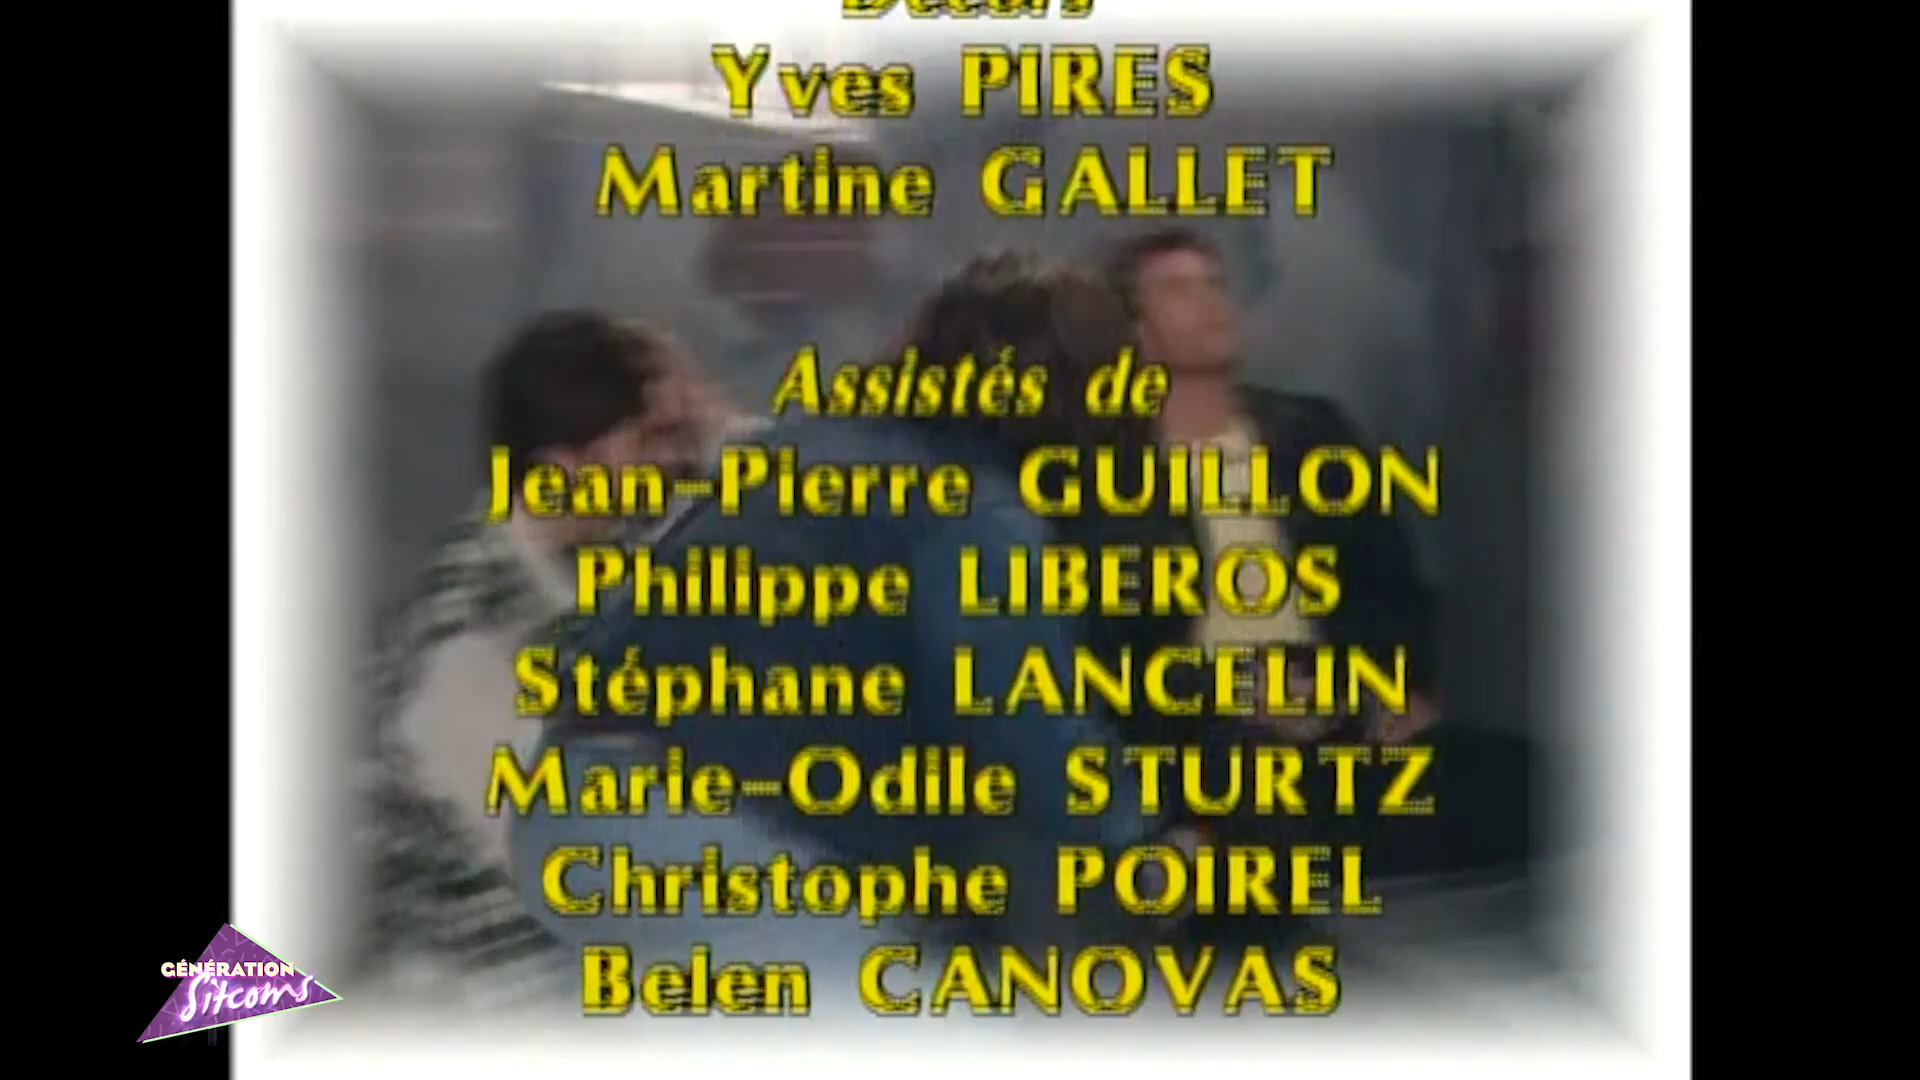 Décors
Yves PIRES
Martine GALLET
Assistés de
Jean-Pierre GUILLON
Philippe LIBEROS
Stéphane LANCELIN
Marie-Odile STURTZ
Christophe POIREL
Belen CANOVAS
GÉNÉRATION
Sitcoms